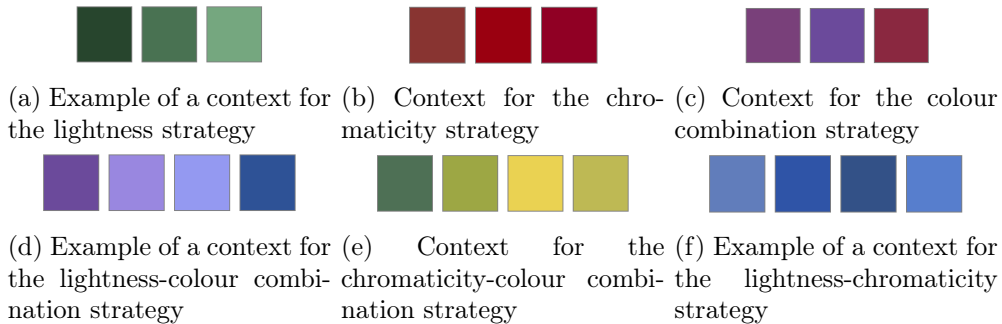 (a) Example of a context for
the lightness strategy
(b) Context for the chro-
maticity strategy
(c) Context for the colour
combination strategy
(d) Example of a context for
the lightness-colour combi-
nation strategy
(e) Context for the
chromaticity-colour combi-
nation strategy
(f) Example of a context for
the lightness-chromaticity
strategy